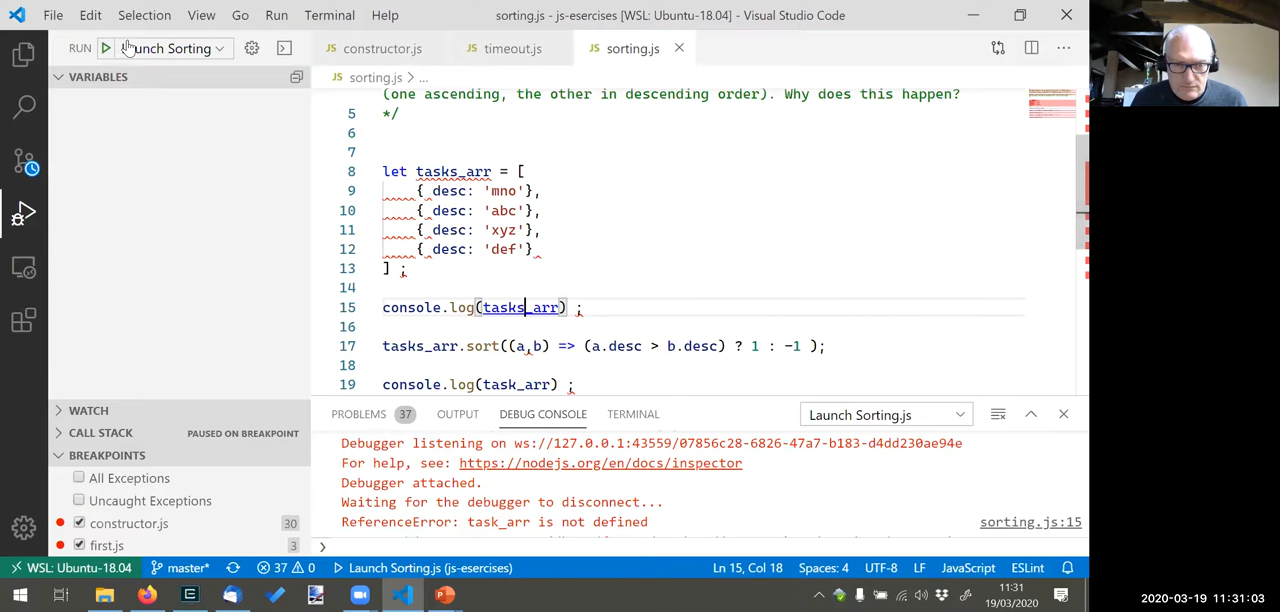 File Edit Selection View Go Run Terminal Help sorting.js - js-esercises [WSL: Ubuntu-18.04] - Visual Studio Code
RUN Launch Sorting
JS constructor.js JS timeout.js JS sorting.js
VARIABLES
JS sorting.js > ...
(one ascending, the other in descending order). Why does this happen?
5 */
6
7
8 let tasks_arr = [
9 { desc: 'mno'},
10 { desc: 'abc'},
11 { desc: 'xyz'},
12 { desc: 'def'}
13 ] ;
14
15 console.log(tasks_arr) ;
16
17 tasks_arr.sort((a,b) => (a.desc > b.desc) ? 1 : -1 );
18
19 console.log(task_arr) ;
WATCH
CALL STACK PAUSED ON BREAKPOINT
BREAKPOINTS
All Exceptions
Uncaught Exceptions
constructor.js 30
first.js 3
PROBLEMS 37 OUTPUT DEBUG CONSOLE TERMINAL Launch Sorting.js
Debugger listening on ws://127.0.0.1:43559/07856c28-6826-47a7-b183-d4dd230ae94e
For help, see: https://nodejs.org/en/docs/inspector
Debugger attached.
Waiting for the debugger to disconnect...
ReferenceError: task_arr is not defined sorting.js:15
WSL: Ubuntu-18.04 master* 37 0 Launch Sorting.js (js-esercises) Ln 15, Col 18 Spaces: 4 UTF-8 LF JavaScript ESLint
11:31
19/03/2020
2020-03-19 11:31:03